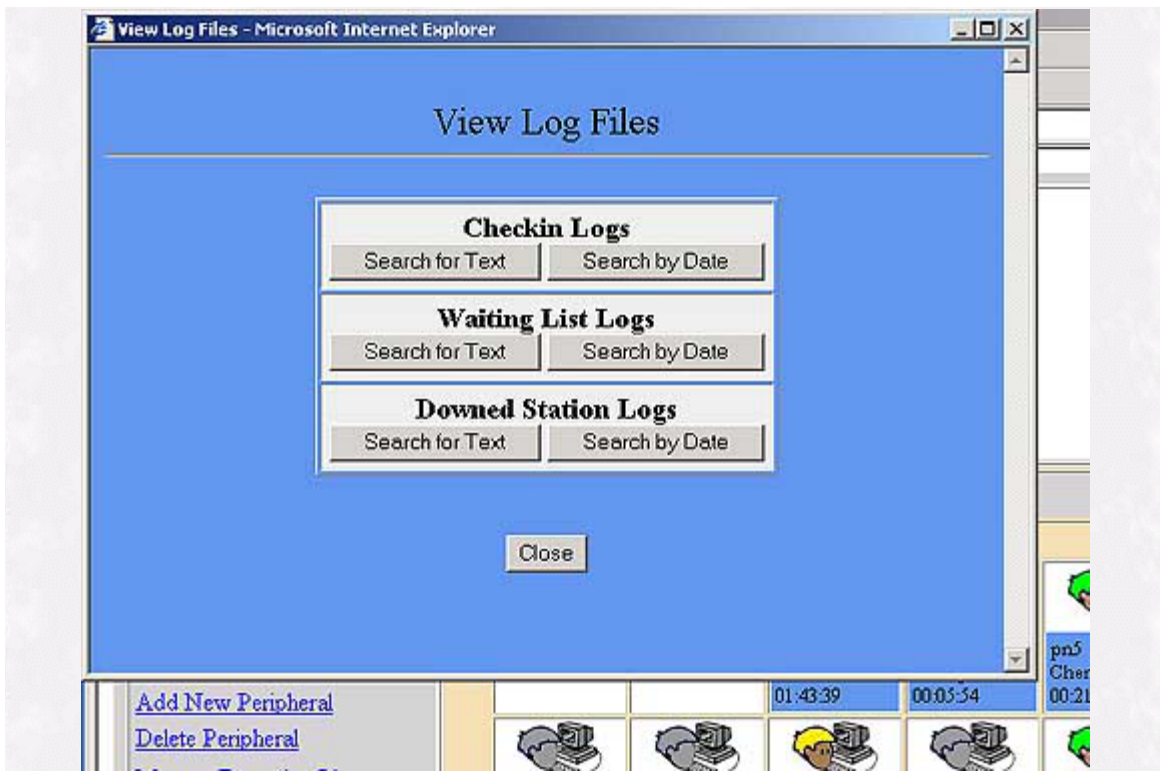 View Log Files - Microsoft Internet Explorer
View Log Files
Checkin Logs
Search for Text Search by Date
Waiting List Logs
Search for Text Search by Date
Downed Station Logs
Search for Text Search by Date
Close
pn5
01:43:39 00:05:54
Add New Peripheral
Delete Peripheral